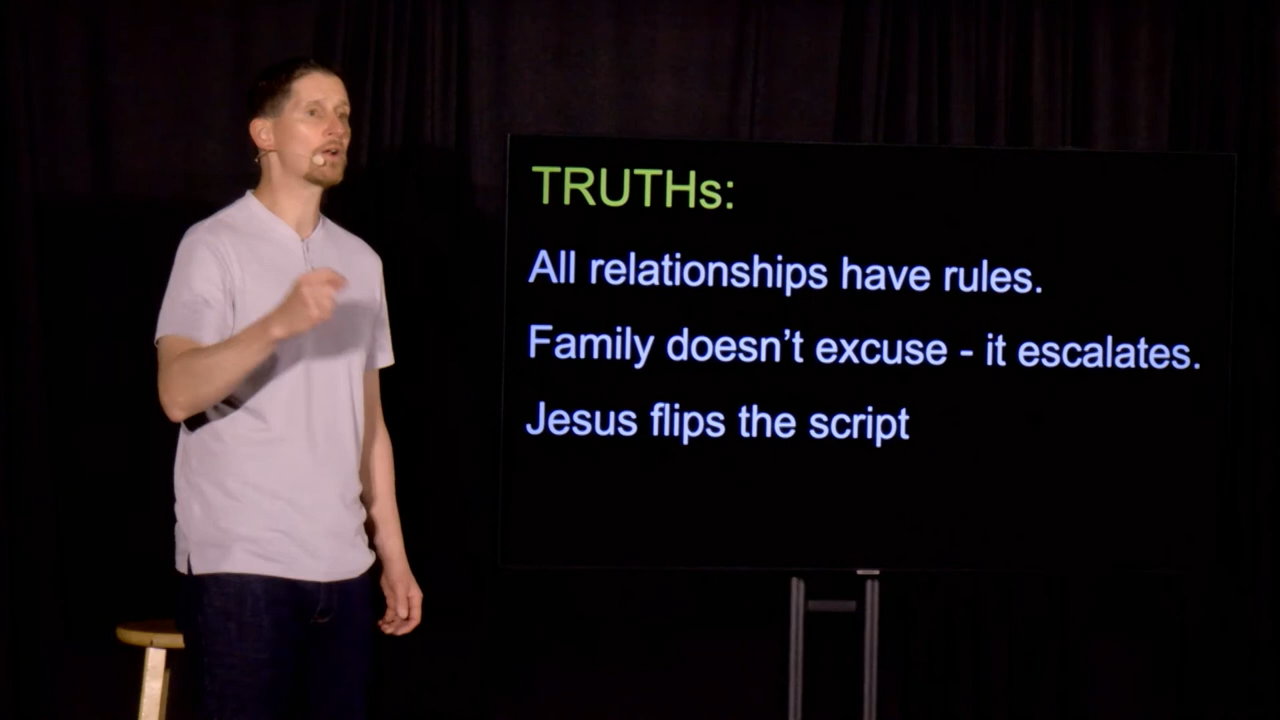 TRUTHs:
All relationships have rules.
Family doesn’t excuse - it escalates.
Jesus flips the script